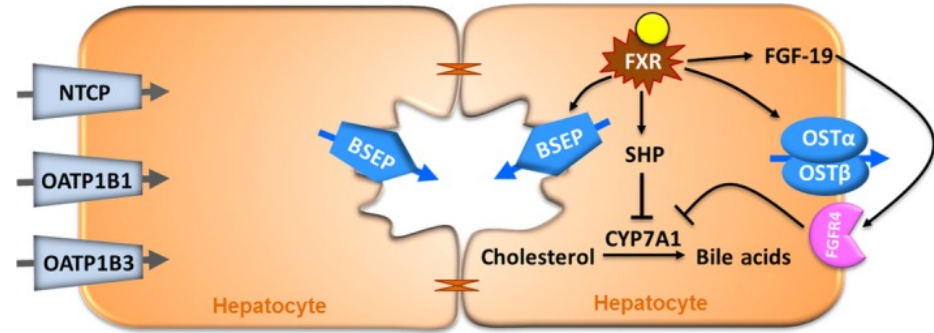 NTCP
OATP1B1
OATP1B3
Hepatocyte
BSEP
BSEP
FXR
FGF-19
SHP
OSTα
OSTβ
FGFR4
CYP7A1
Cholesterol
Bile acids
Hepatocyte